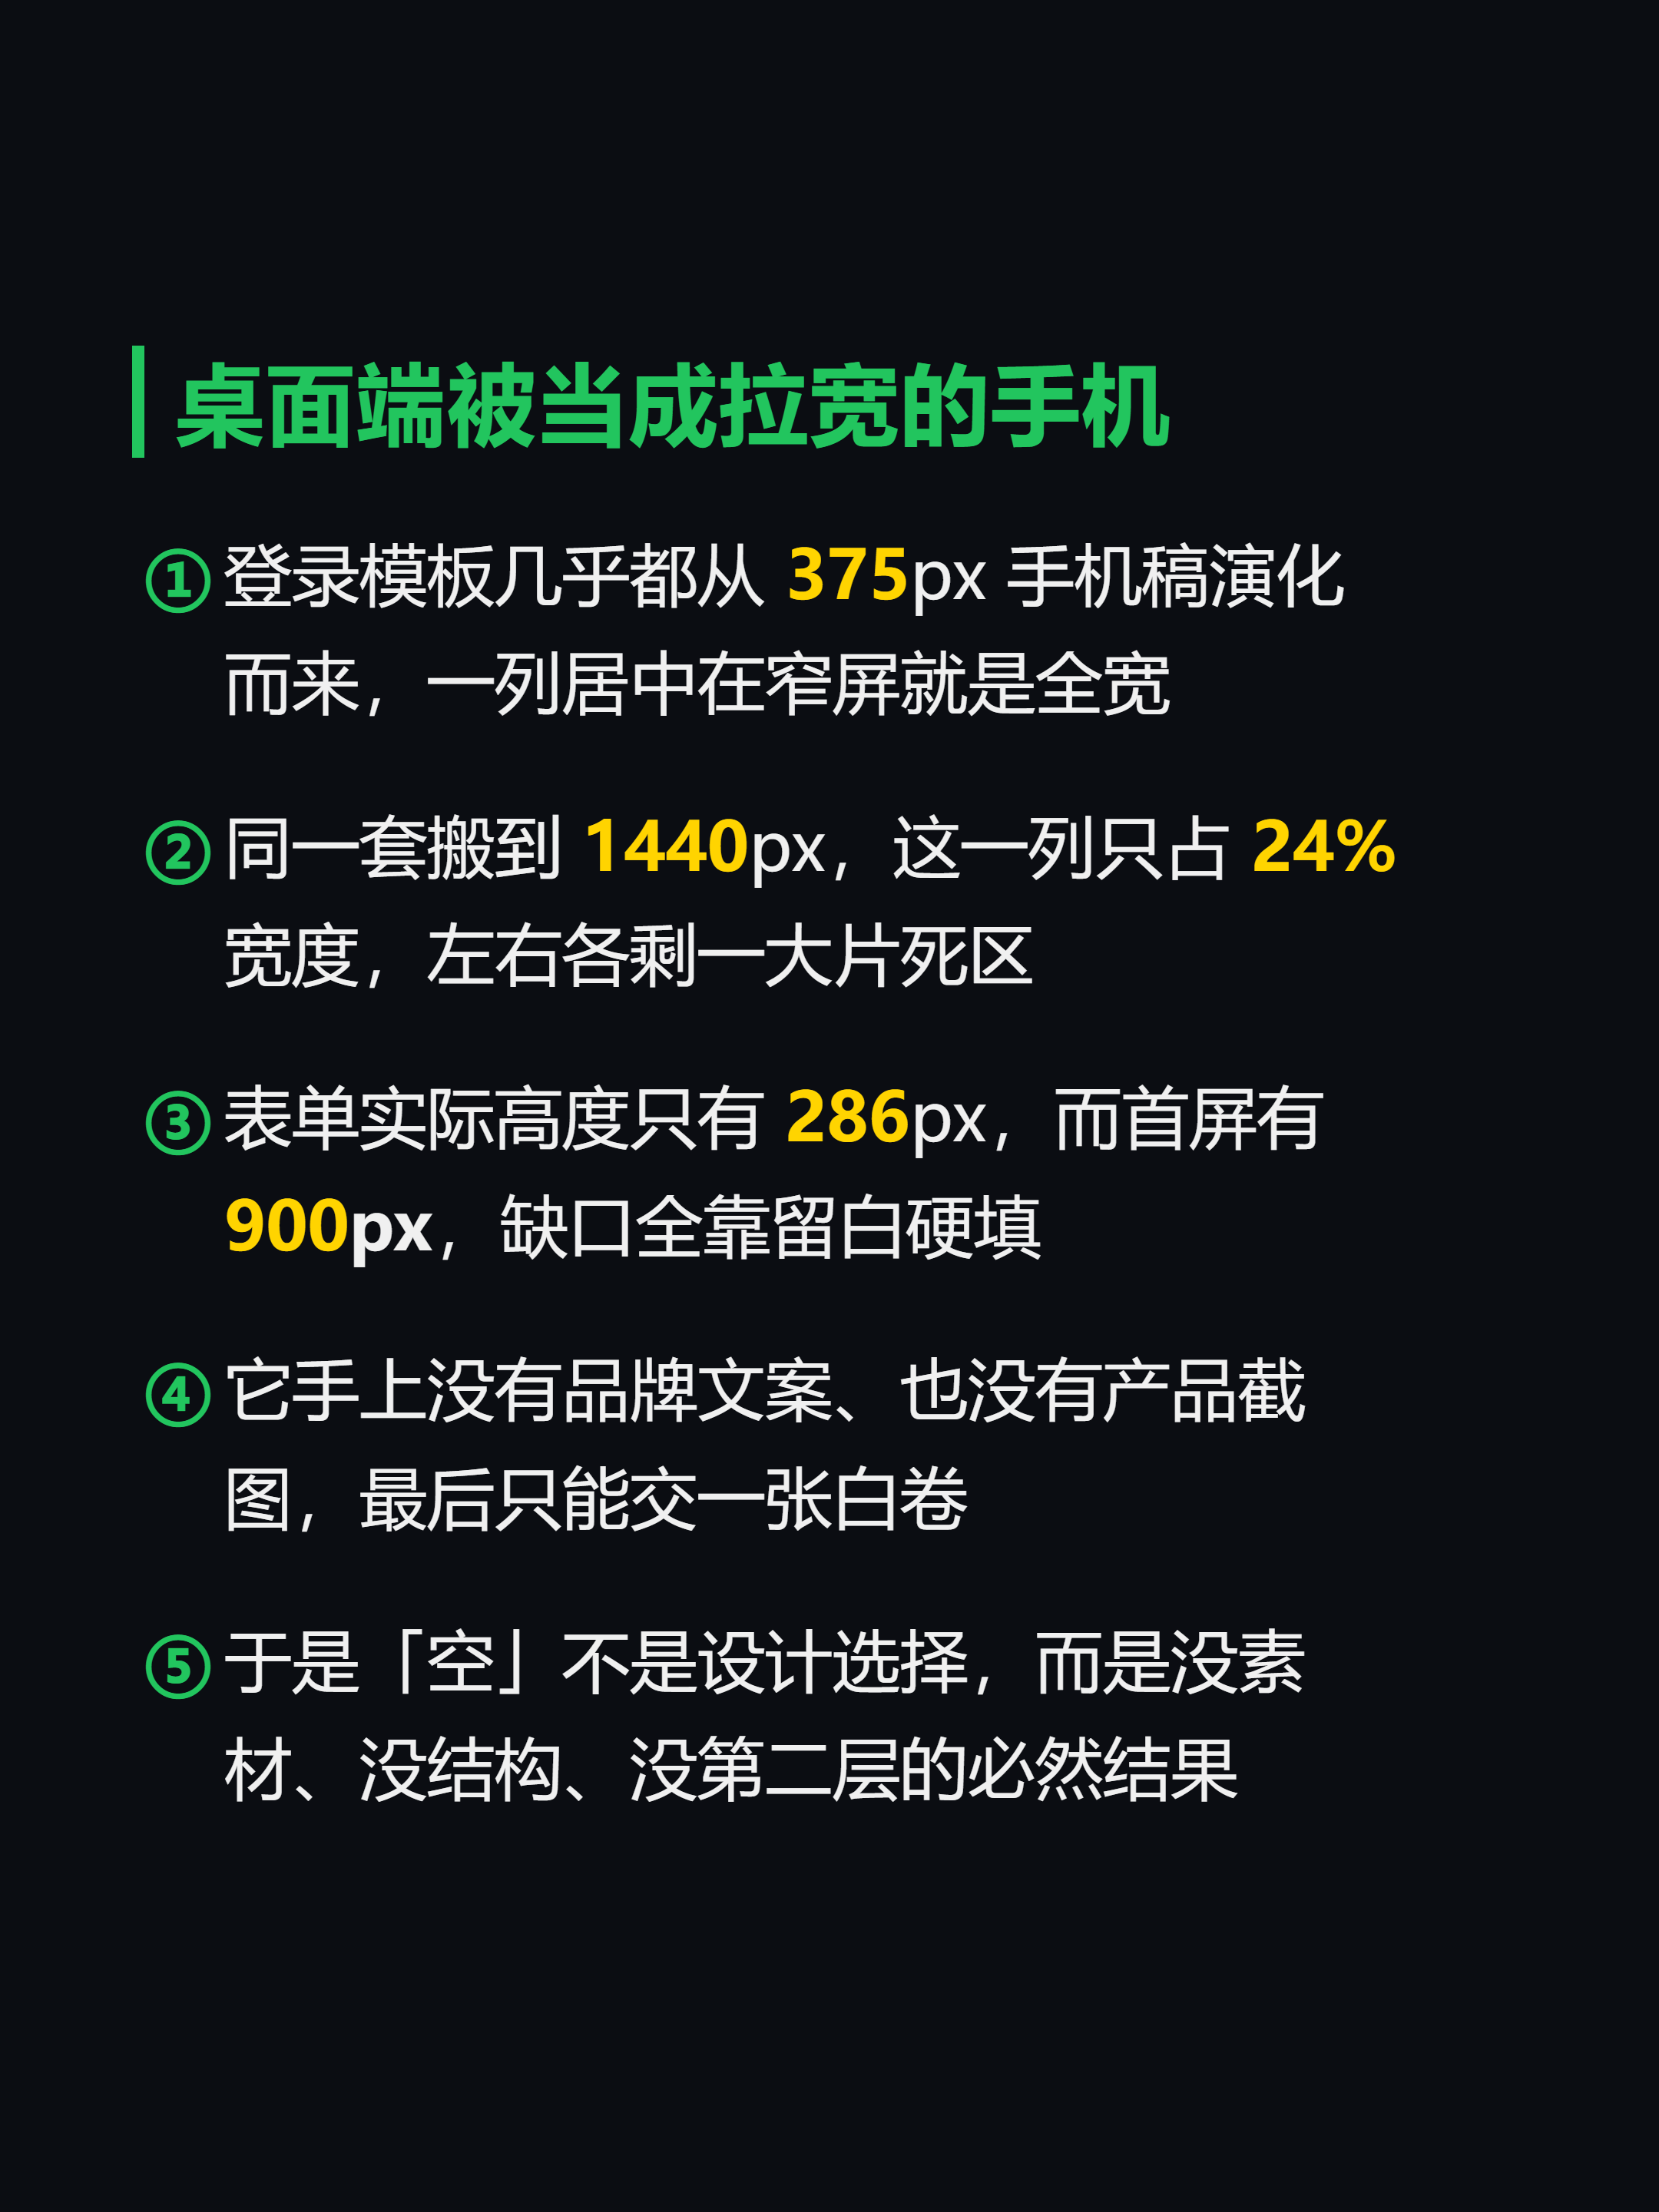 桌面端被当成拉宽的手机
①登录模板几乎都从 375px 手机稿演化
而来，一列居中在窄屏就是全宽
②同一套搬到 1440px，这一列只占 24%
宽度，左右各剩一大片死区
③表单实际高度只有 286px，而首屏有
900px，缺口全靠留白硬填
④它手上没有品牌文案、也没有产品截
图，最后只能交一张白卷
⑤于是「空」不是设计选择，而是没素
材、没结构、没第二层的必然结果